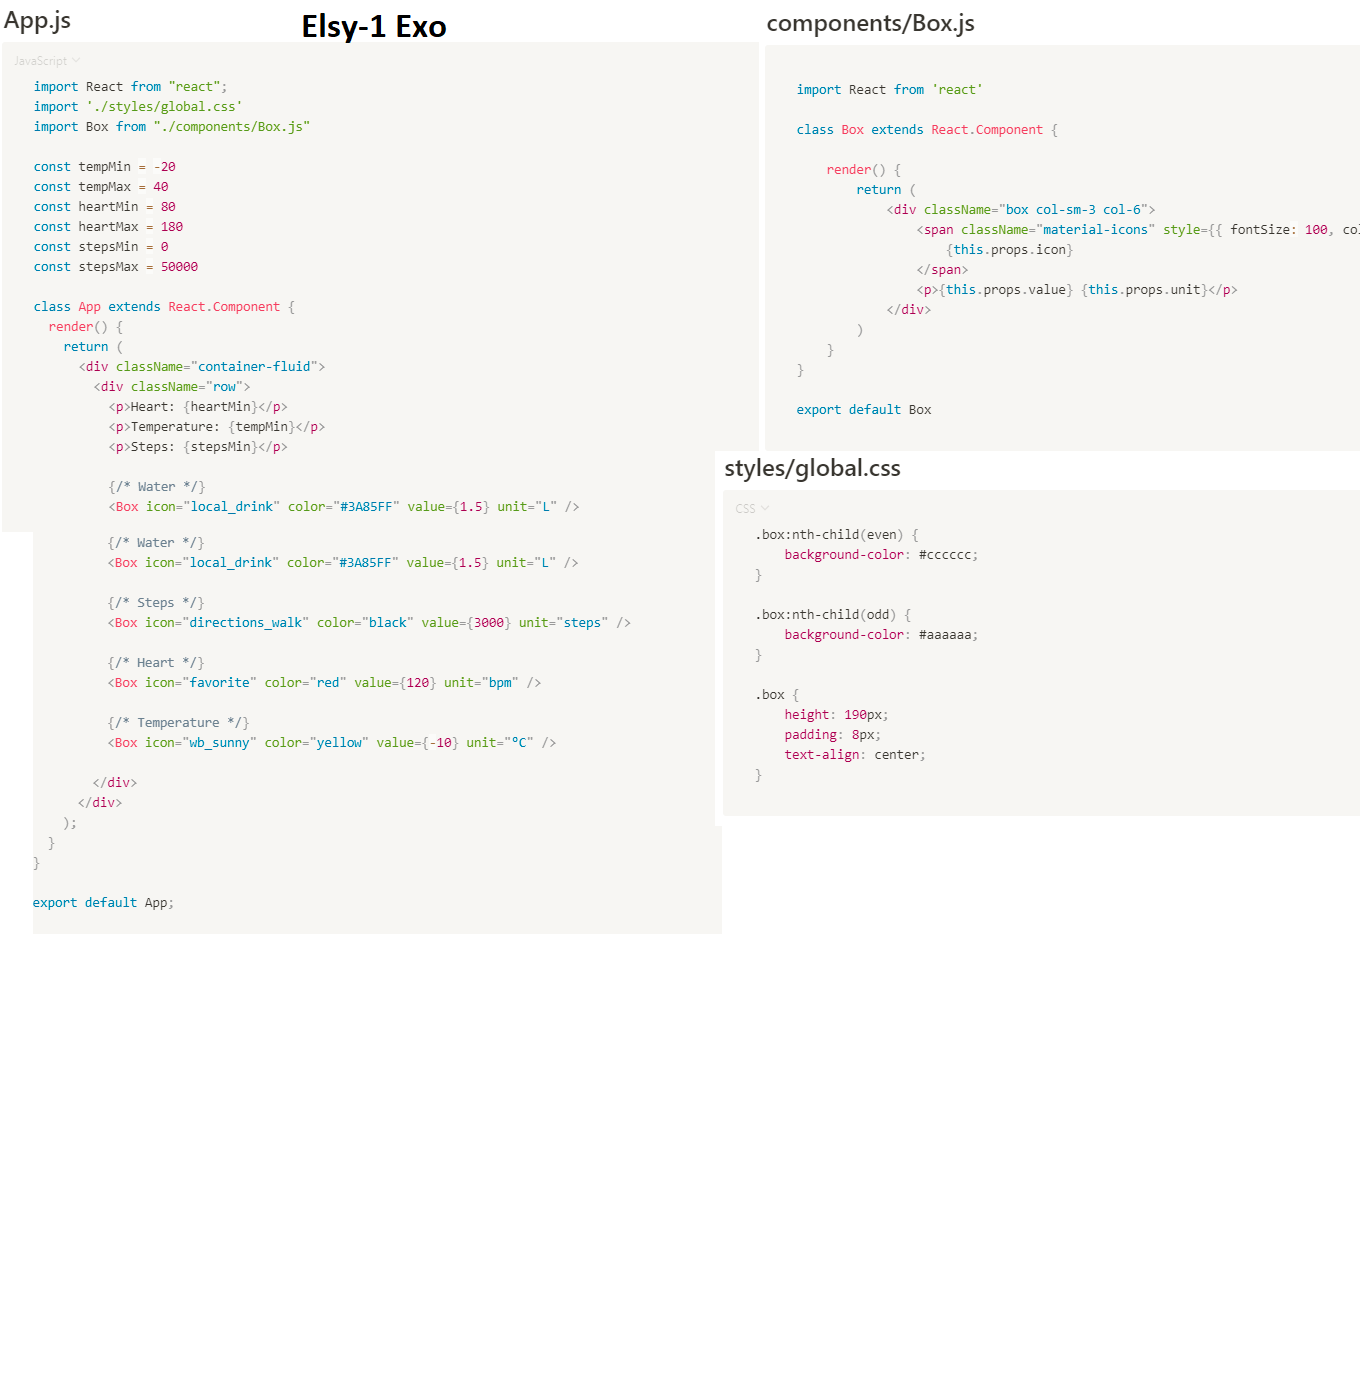 App.js
Elsy-1 Exo
JavaScript
import React from "react";
import './styles/global.css'
import Box from "./components/Box.js"
const tempMin = -20
const tempMax = 40
const heartMin = 80
const heartMax = 180
const stepsMin = 0
const stepsMax = 50000
class App extends React.Component {
render() {
return (
<div className="container-fluid">
<div className="row">
<p>Heart: {heartMin}</p>
<p>Temperature: {tempMin}</p>
<p>Steps: {stepsMin}</p>
{/* Water */}
<Box icon="local_drink" color="#3A85FF" value={1.5} unit="L" />
{/* Water */}
<Box icon="local_drink" color="#3A85FF" value={1.5} unit="L" />
{/* Steps */}
<Box icon="directions_walk" color="black" value={3000} unit="steps" />
{/* Heart */}
<Box icon="favorite" color="red" value={120} unit="bpm" />
{/* Temperature */}
<Box icon="wb_sunny" color="yellow" value={-10} unit="°C" />
</div>
</div>
);
}
}
export default App;
components/Box.js
import React from 'react'
class Box extends React.Component {
render() {
return (
<div className="box col-sm-3 col-6">
<span className="material-icons" style={{ fontSize: 100, col
{this.props.icon}
</span>
<p>{this.props.value} {this.props.unit}</p>
</div>
)
}
}
export default Box
styles/global.css
CSS
.box:nth-child(even) {
background-color: #cccccc;
}
.box:nth-child(odd) {
background-color: #aaaaaa;
}
.box {
height: 190px;
padding: 8px;
text-align: center;
}